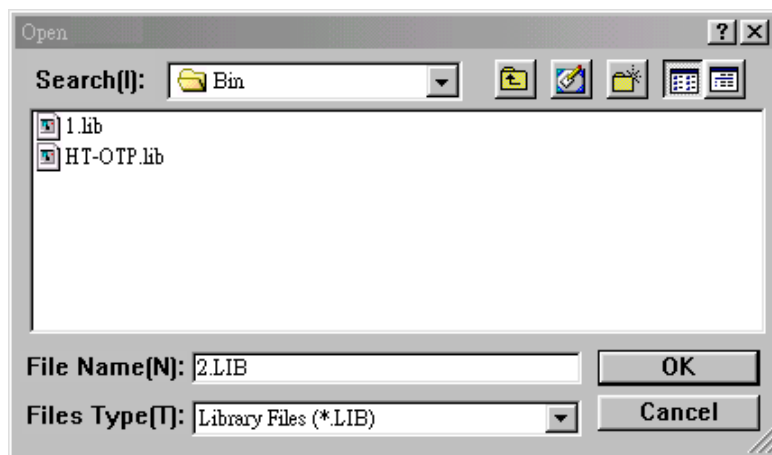 Open
Search(I): Bin
1.lib
HT-OTP.lib
File Name(N): 2.LIB
OK
Files Type(T): Library Files (*.LIB)
Cancel